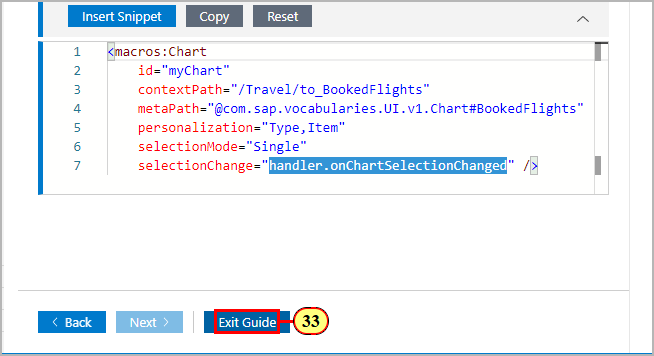 Insert Snippet Copy Reset
1 <macros:Chart
2 id="myChart"
3 contextPath="/Travel/to_BookedFlights"
4 metaPath="@com.sap.vocabularies.UI.v1.Chart#BookedFlights"
5 personalization="Type,Item"
6 selectionMode="Single"
7 selectionChange="handler.onChartSelectionChanged" />
< Back Next > Exit Guide 33